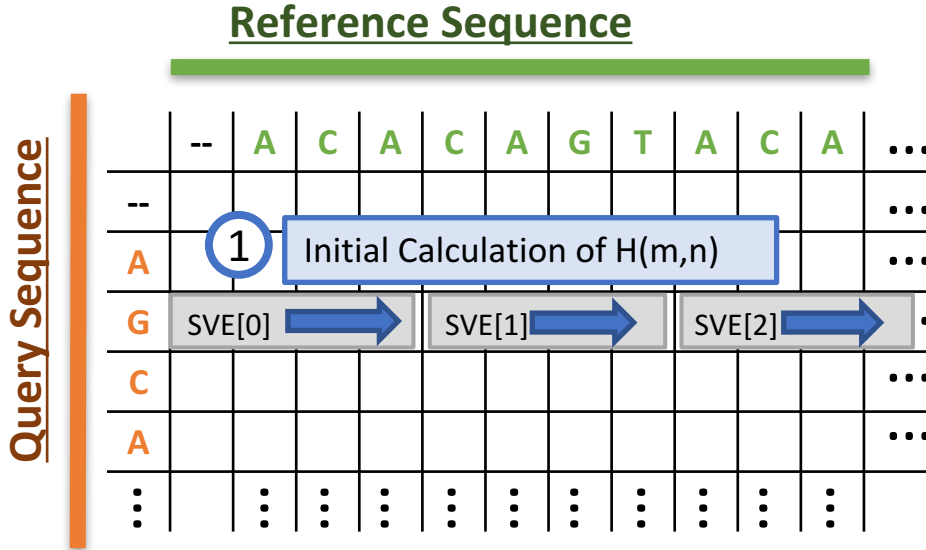 Reference Sequence
Query Sequence
-- A C A C A G T A C A ...
-- ...
1 Initial Calculation of H(m,n)
A ...
G SVE[0] SVE[1] SVE[2] .
C ...
A ...
⋮ ⋮ ⋮ ⋮ ⋮ ⋮ ⋮ ⋮ ⋮ ⋮ ⋮